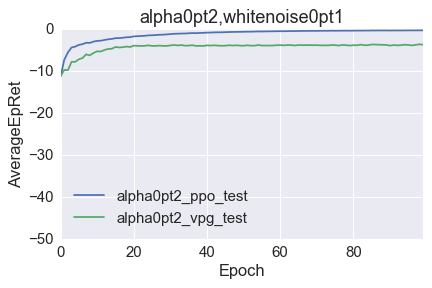 alpha0pt2,whitenoise0pt1
AverageEpRet
0
−10
−20
−30
−40
−50
alpha0pt2_ppo_test
alpha0pt2_vpg_test
0 20 40 60 80
Epoch